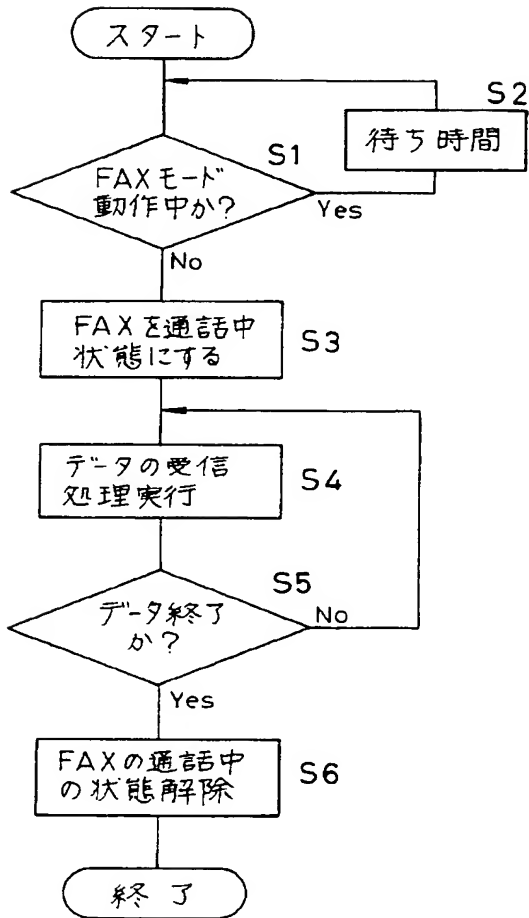 スタート
S2
待ち時間
S1
FAXモード
動作中か?
Yes
No
FAXを通話中
状態にする
S3
データの受信
処理実行
S4
S5
データ終了
か?
No
Yes
FAXの通話中
の状態解除
S6
終了